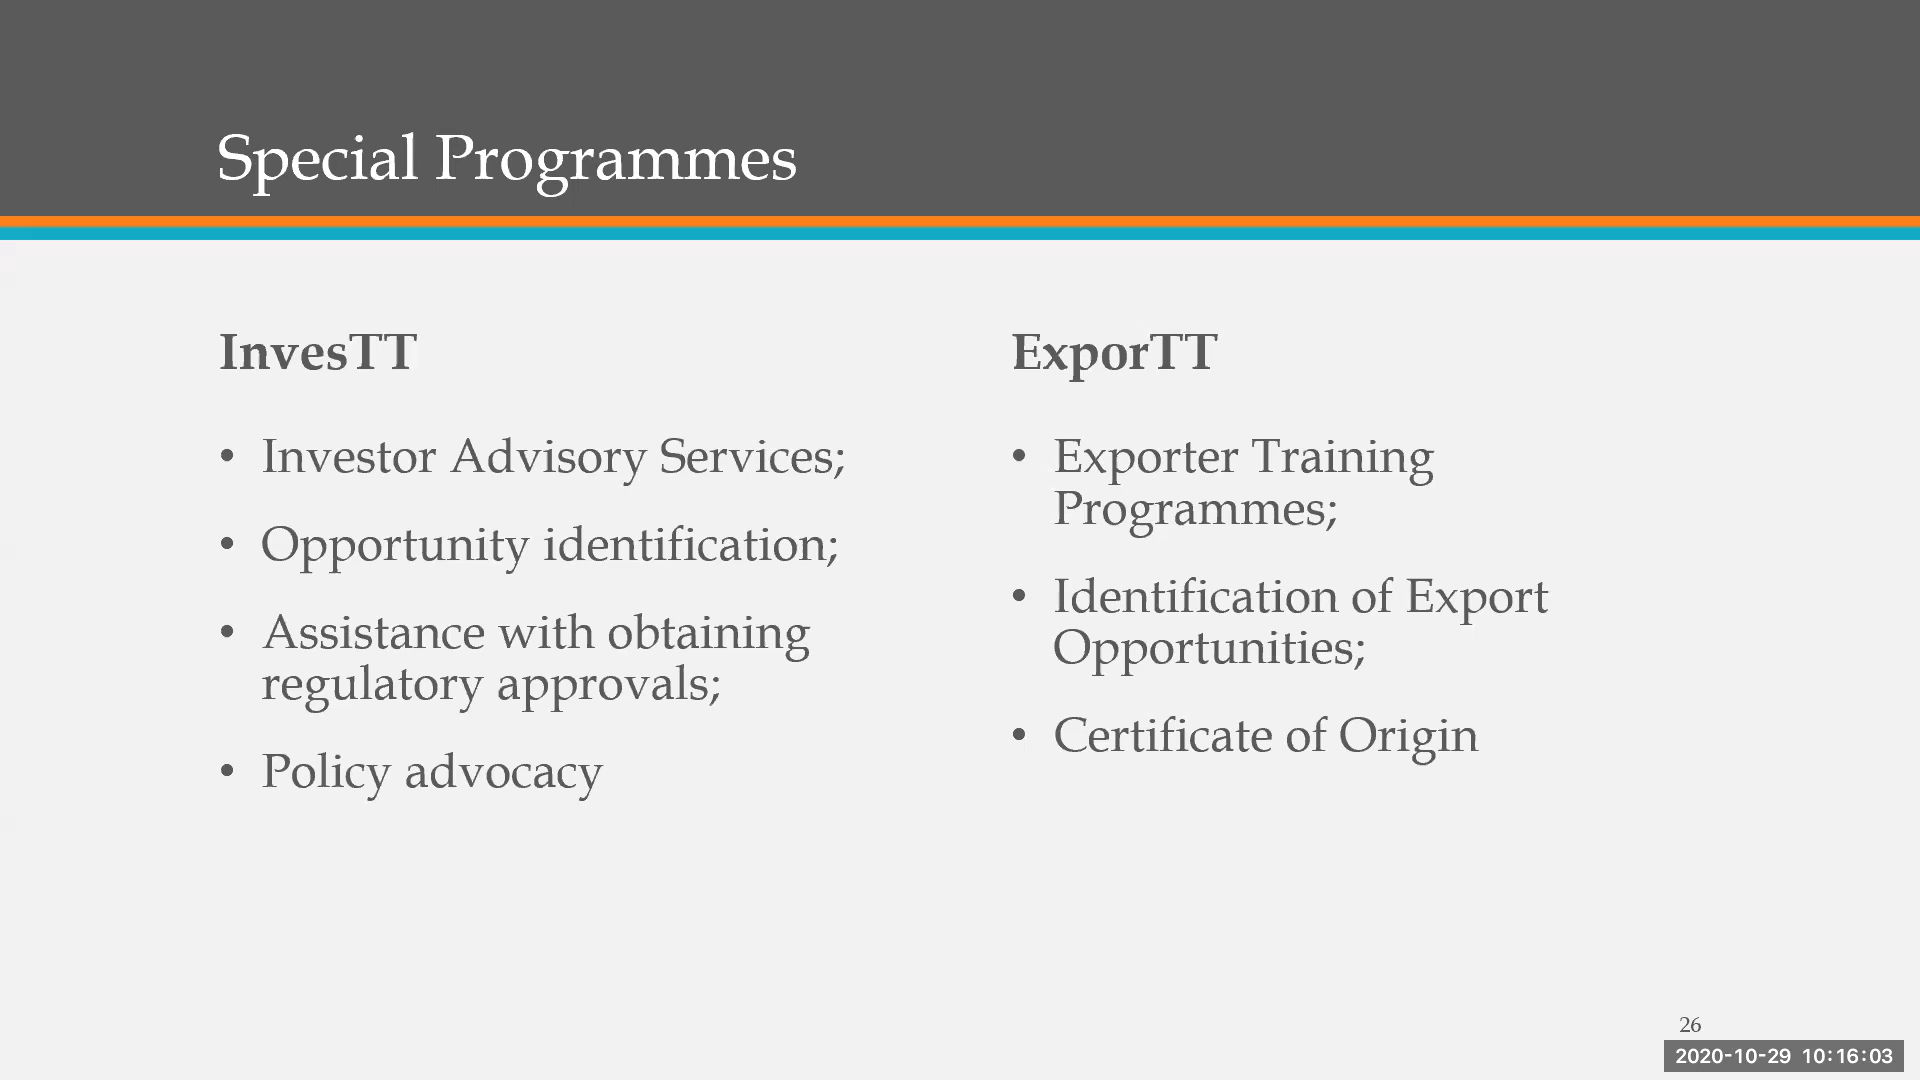 Special Programmes
InvesTT
• Investor Advisory Services;
• Opportunity identification;
• Assistance with obtaining
regulatory approvals;
• Policy advocacy
ExporTT
• Exporter Training
Programmes;
• Identification of Export
Opportunities;
• Certificate of Origin
26
2020-10-29 10:16:03